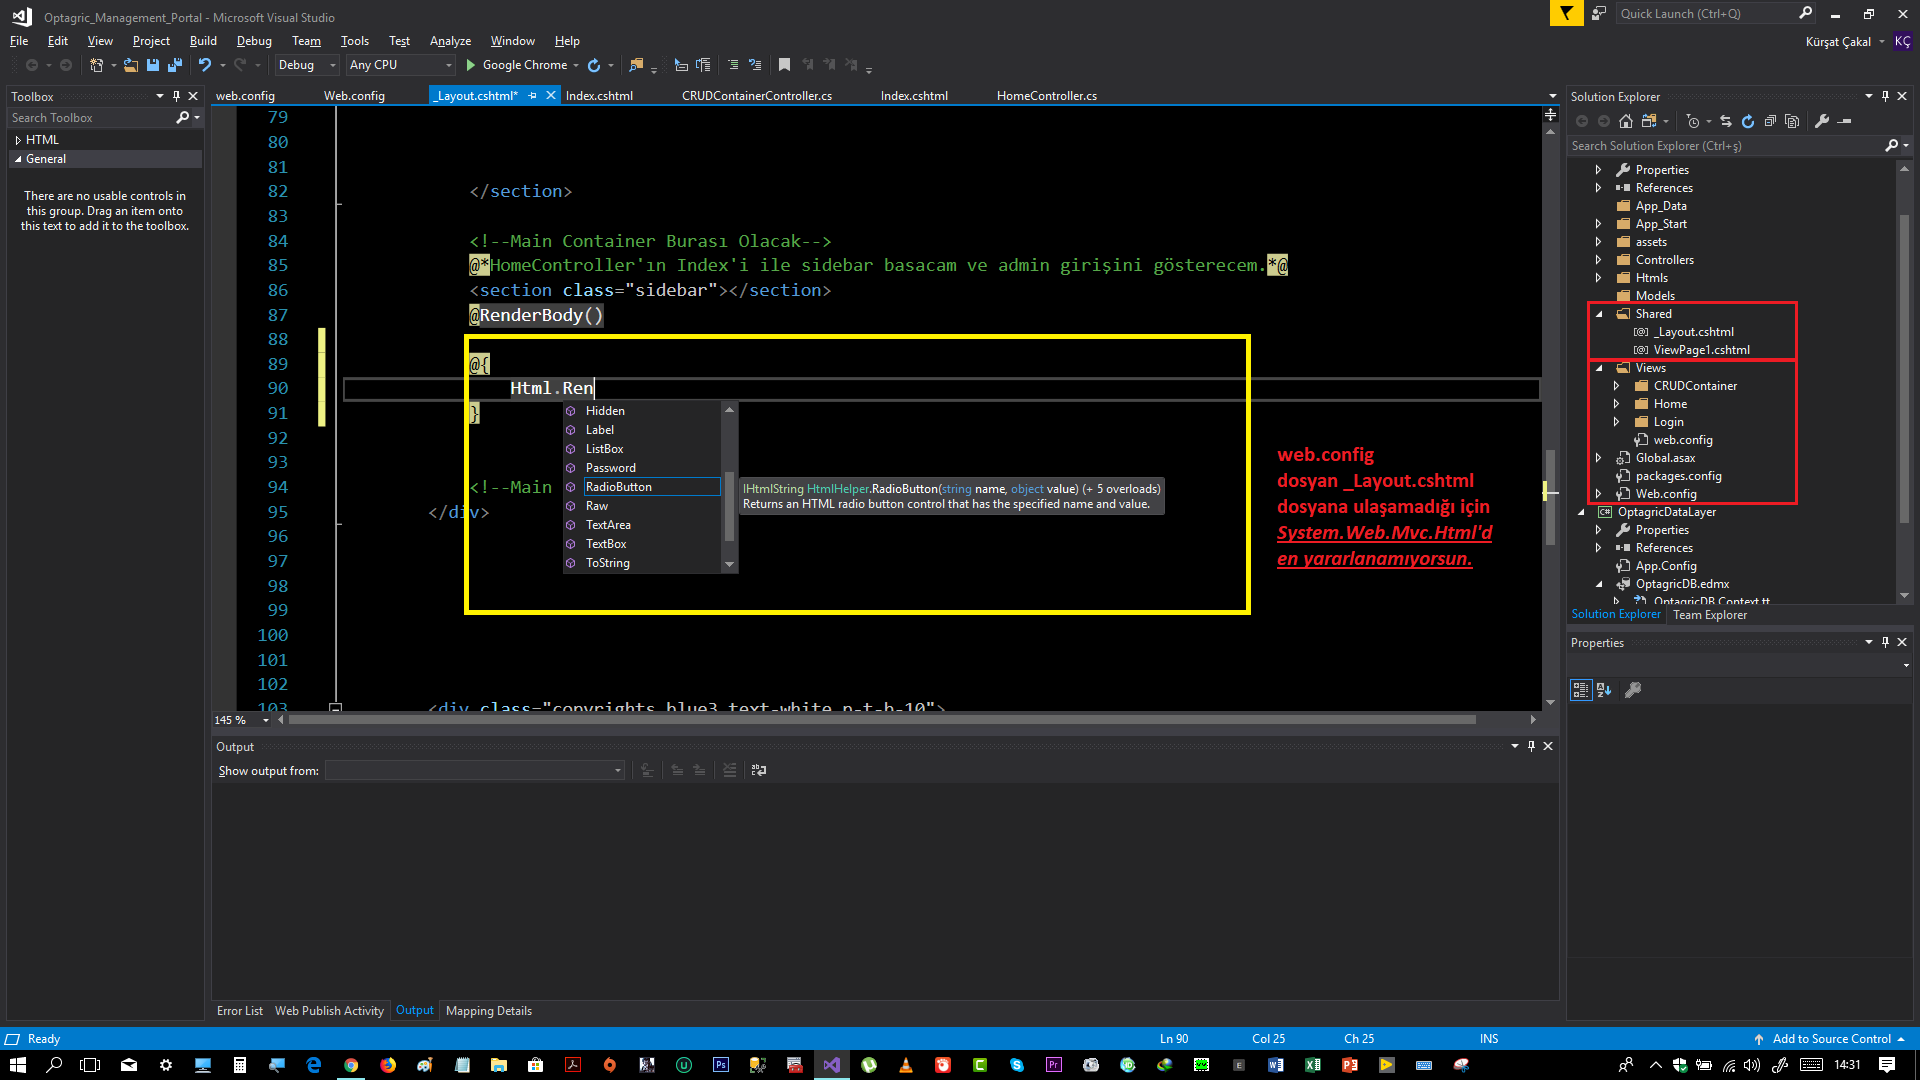 Optagric_Management_Portal - Microsoft Visual Studio
Quick Launch (Ctrl+Q)
File Edit View Project Build Debug Team Tools Test Analyze Window Help
Kürşat Çakal KÇ
Debug Any CPU Google Chrome
Toolbox
Search Toolbox
HTML
General
There are no usable controls in
this group. Drag an item onto
this text to add it to the toolbox.
web.config Web.config _Layout.cshtml* Index.cshtml CRUDContainerController.cs Index.cshtml HomeController.cs
79
80
81
82 </section>
83
84 <!--Main Container Burası Olacak-->
85 @*HomeController'ın Index'i ile sidebar basacam ve admin girişini gösterecem.*@
86 <section class="sidebar"></section>
87 @RenderBody()
88
89 @{
90 Html.Ren
91 }
92
93
94 <!--Main
95 </div>
96
97
98
99
100
101
102
103 <div class="copyrights blue3 text-white p-t-b-10">
Hidden
Label
ListBox
Password
RadioButton
Raw
TextArea
TextBox
ToString
IHtmlString HtmlHelper.RadioButton(string name, object value) (+ 5 overloads)
Returns an HTML radio button control that has the specified name and value.
web.config
dosyan _Layout.cshtml
dosyana ulaşamadığı için
System.Web.Mvc.Html'd
en yararlanamıyorsun.
145 %
Output
Show output from:
Error List Web Publish Activity Output Mapping Details
Solution Explorer
Search Solution Explorer (Ctrl+ş)
Properties
References
App_Data
App_Start
assets
Controllers
Htmls
Models
Shared
_Layout.cshtml
ViewPage1.cshtml
Views
CRUDContainer
Home
Login
web.config
Global.asax
packages.config
Web.config
OptagricDataLayer
Properties
References
App.Config
OptagricDB.edmx
OptagricDB.Context.tt
Solution Explorer Team Explorer
Properties
Ready Ln 90 Col 25 Ch 25 INS Add to Source Control
14:31